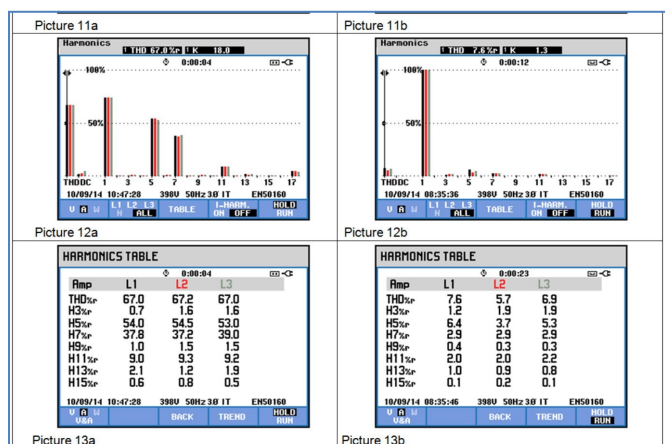 Picture 11a
Picture 11b
Harmonics
1 THD 67.0%r 1 K 18.0
0:00:04
100%
50%
THDDC 1 3 5 7 9 11 13 15 17
10/09/14 10:47:28 398V 50Hz 3Ø IT EN50160
V A W L1 L2 L3 N ALL TABLE I-HARM. ON OFF HOLD RUN
Harmonics
1 THD 7.6%r 1 K 1.3
0:00:12
100%
50%
THDDC 1 3 5 7 9 11 13 15 17
10/09/14 08:35:36 398V 50Hz 3Ø IT EN50160
V A W L1 L2 L3 N ALL TABLE I-HARM. ON OFF HOLD RUN
Picture 12a
Picture 12b
HARMONICS TABLE
0:00:04
Amp L1 L2 L3
THD%r 67.0 67.2 67.0
H3%r 0.7 1.6 1.6
H5%r 54.0 54.5 53.0
H7%r 37.8 37.2 39.0
H9%r 1.0 1.5 1.5
H11%r 9.0 9.3 9.2
H13%r 2.1 1.2 1.9
H15%r 0.6 0.8 0.5
10/09/14 10:47:28 398V 50Hz 3Ø IT EN50160
V A W BACK TREND HOLD
V&A RUN
HARMONICS TABLE
0:00:23
Amp L1 L2 L3
THD%r 7.6 5.7 6.9
H3%r 1.2 1.9 1.9
H5%r 6.4 3.7 5.3
H7%r 2.9 2.9 2.9
H9%r 0.4 0.3 0.3
H11%r 2.0 2.0 2.2
H13%r 1.0 0.9 0.8
H15%r 0.1 0.2 0.1
10/09/14 08:35:46 398V 50Hz 3Ø IT EN50160
V A W BACK TREND HOLD
V&A RUN
Picture 13a
Picture 13b